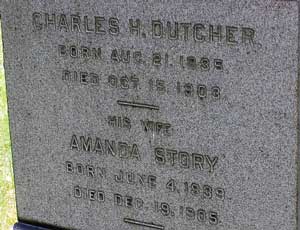 CHARLES H. DUTCHER
BORN AUG. 21. 1835.
DIED OCT. 15. 1903.
HIS WIFE
AMANDA STORY
BORN JUNE 4. 1839.
DIED DEC. 19. 1905.